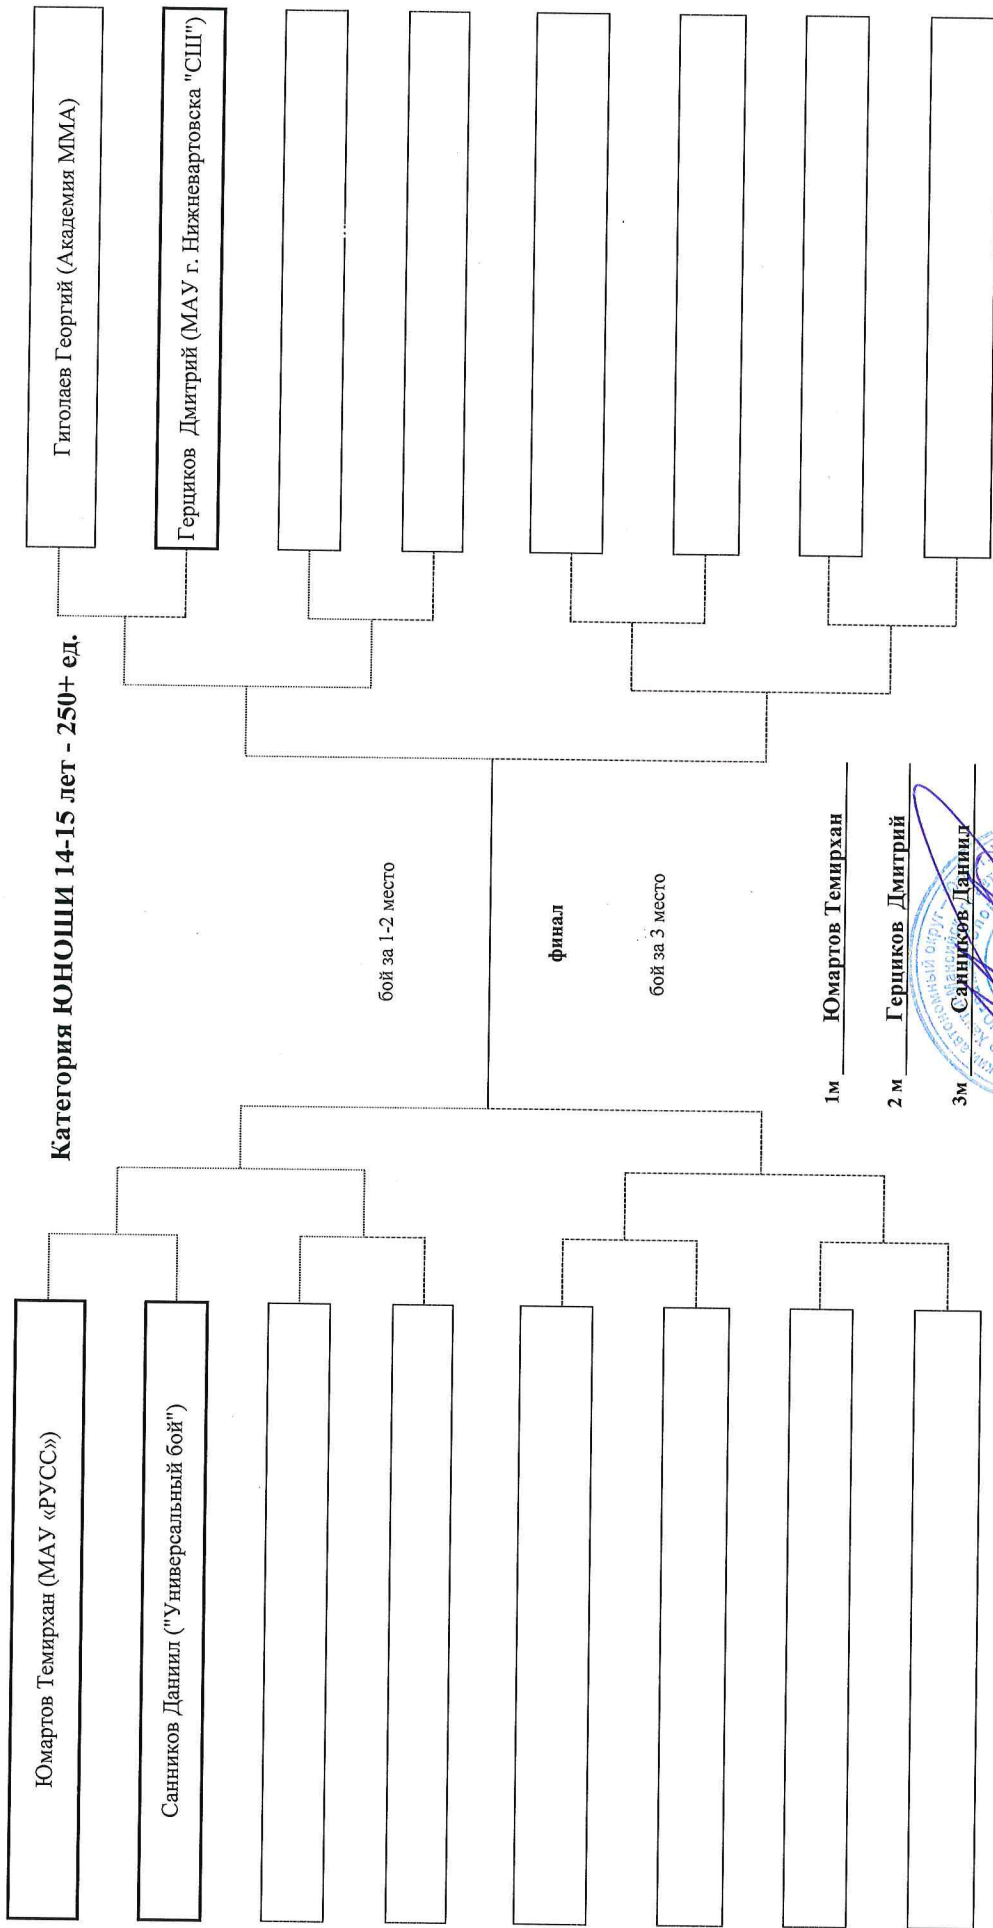 Категория ЮНОШИ 14-15 лет - 250+ ед.
Юмартов Темирхан (МАУ «РУСС»)
Санников Даниил ("Универсальный бой")
Гиголаев Георгий (Академия ММА)
Герциков Дмитрий (МАУ г. Нижневартовска "СШ")
бой за 1-2 место
финал
бой за 3 место
1м Юмартов Темирхан
2 м Герциков Дмитрий
3м Санников Даниил
автономный округ